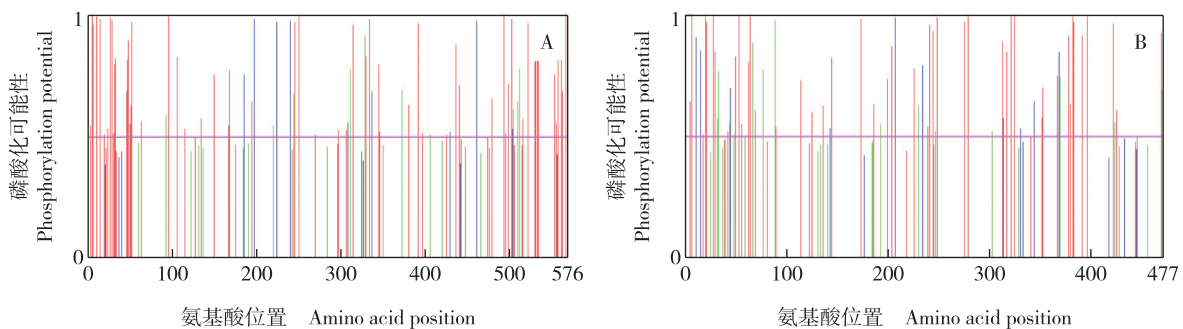 1
A
磷酸化可能性
Phosphorylation potential
0
0 100 200 300 400 500 576
氨基酸位置 Amino acid position
1
B
磷酸化可能性
Phosphorylation potential
0
0 100 200 300 400 477
氨基酸位置 Amino acid position